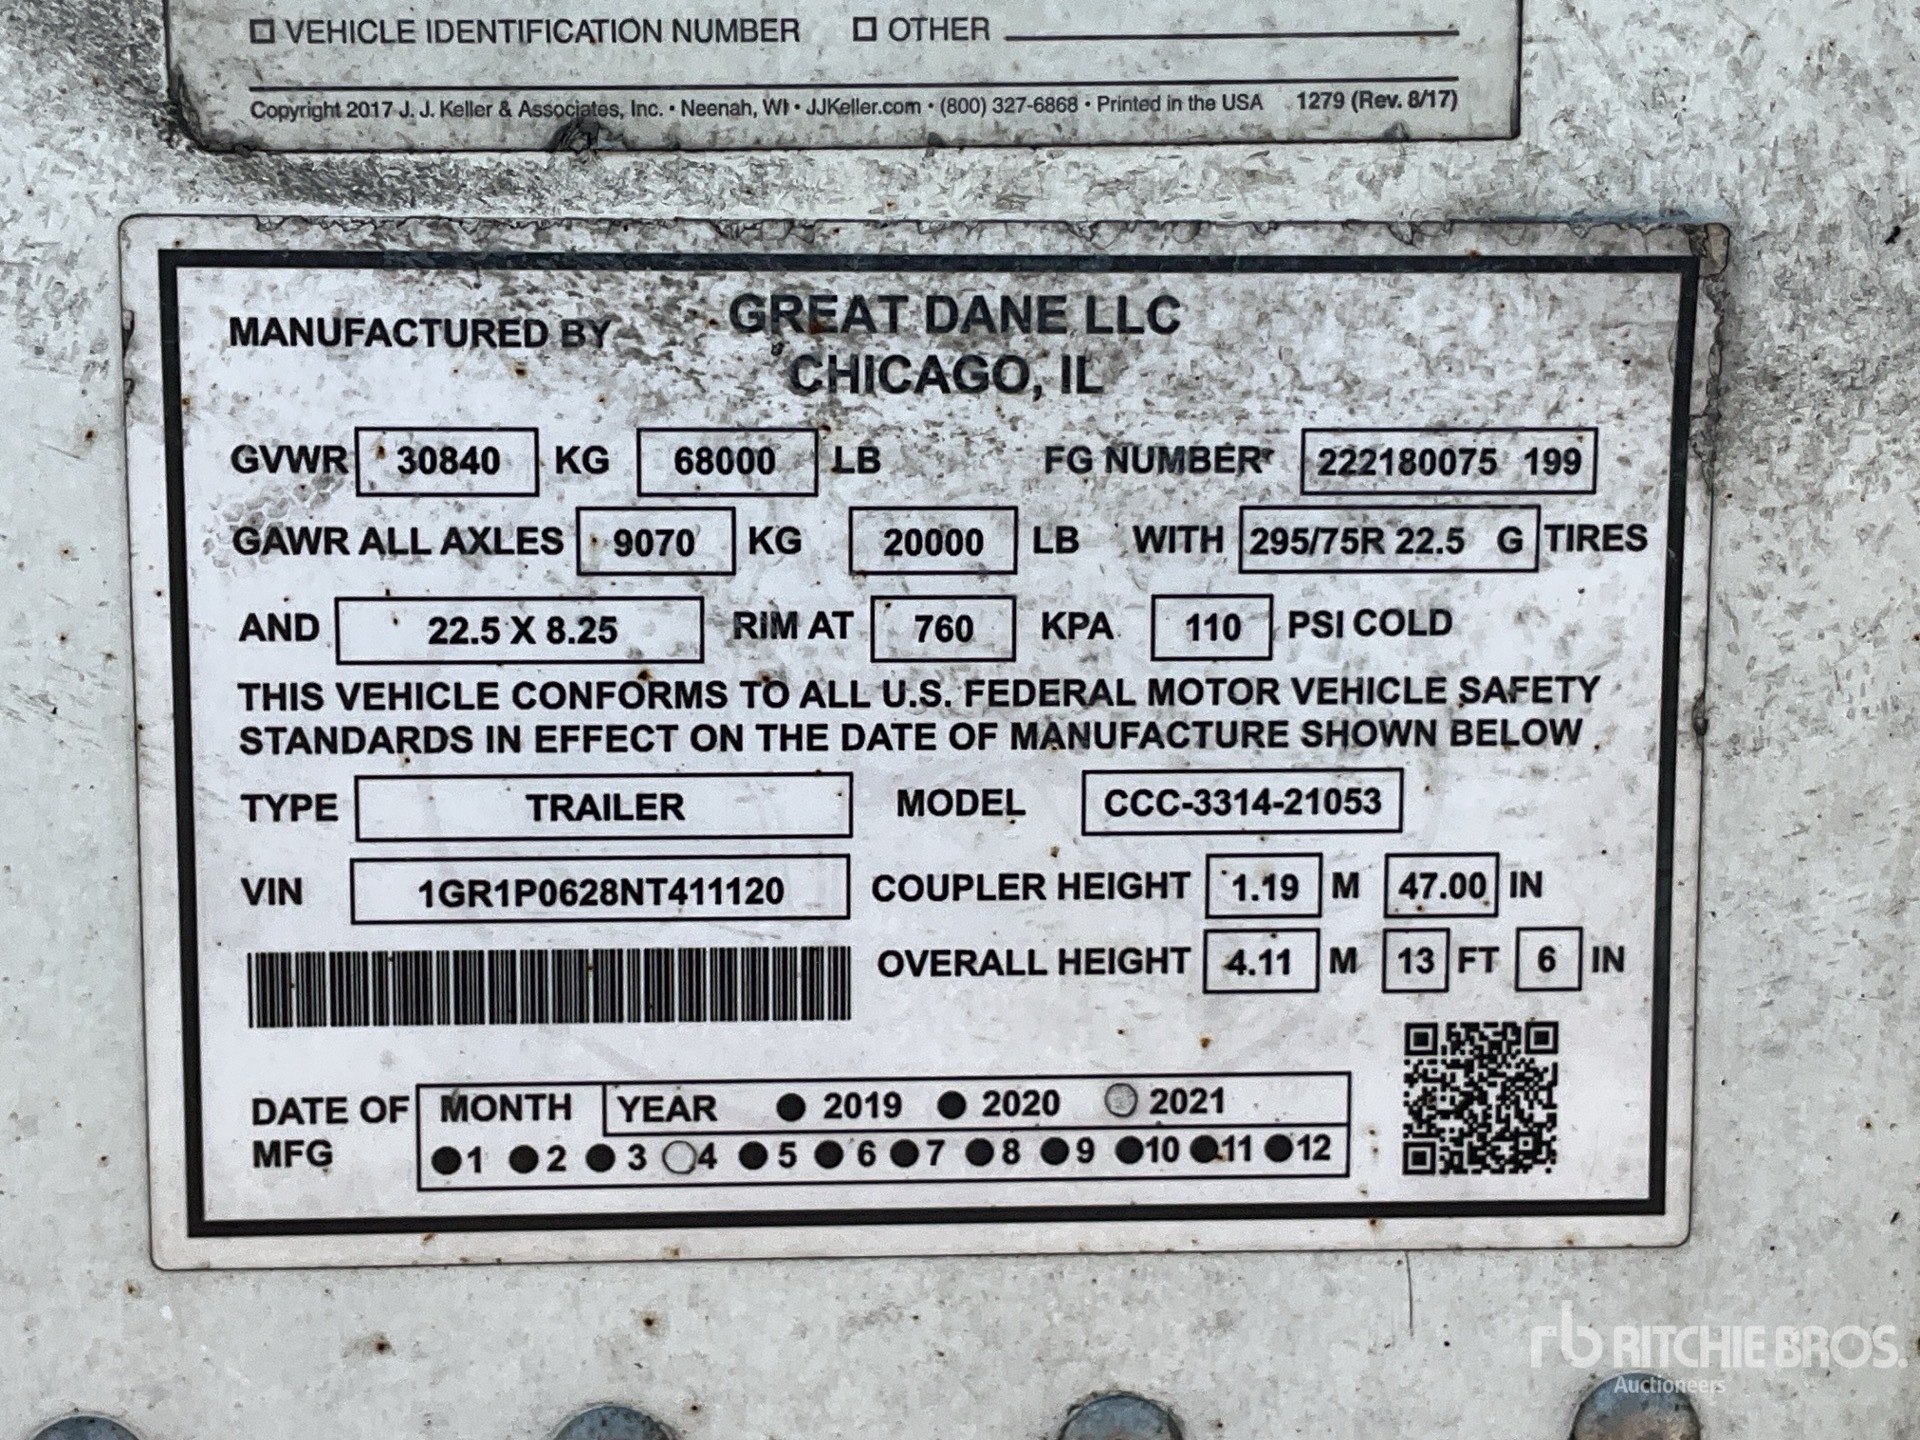 VEHICLE IDENTIFICATION NUMBER OTHER
Copyright 2017 J. J. Keller & Associates, Inc. • Neenah, WI • JJKeller.com • (800) 327-6868 • Printed in the USA 1279 (Rev. 8/17)
MANUFACTURED BY GREAT DANE LLC
CHICAGO, IL
GVWR 30840 KG 68000 LB FG NUMBER 222180075 199
GAWR ALL AXLES 9070 KG 20000 LB WITH 295/75R 22.5 G TIRES
AND 22.5 X 8.25 RIM AT 760 KPA 110 PSI COLD
THIS VEHICLE CONFORMS TO ALL U.S. FEDERAL MOTOR VEHICLE SAFETY
STANDARDS IN EFFECT ON THE DATE OF MANUFACTURE SHOWN BELOW.
TYPE TRAILER MODEL CCC-3314-21053
VIN 1GR1P0628NT411120 COUPLER HEIGHT 1.19 M 47.00 IN
OVERALL HEIGHT 4.11 M 13 FT 6 IN
DATE OF MFG MONTH YEAR 2019 2020 2021
1 2 3 4 5 6 7 8 9 10 11 12
rb RITCHIE BROS.
Auctioneers